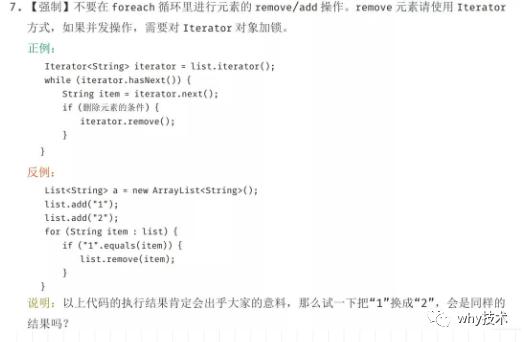 7. 【强制】不要在 foreach 循环里进行元素的 remove/add 操作。remove 元素请使用 Iterator
方式，如果并发操作，需要对 Iterator 对象加锁。
正例：
Iterator<String> iterator = list.iterator();
while (iterator.hasNext()) {
String item = iterator.next();
if (删除元素的条件) {
iterator.remove();
}
}
反例：
List<String> a = new ArrayList<String>();
list.add("1");
list.add("2");
for (String item : list) {
if ("1".equals(item)) {
list.remove(item);
}
}
说明：以上代码的执行结果肯定会出乎大家的意料，那么试一下把“1”换成“2”，会是同样的
结果吗？
why技术